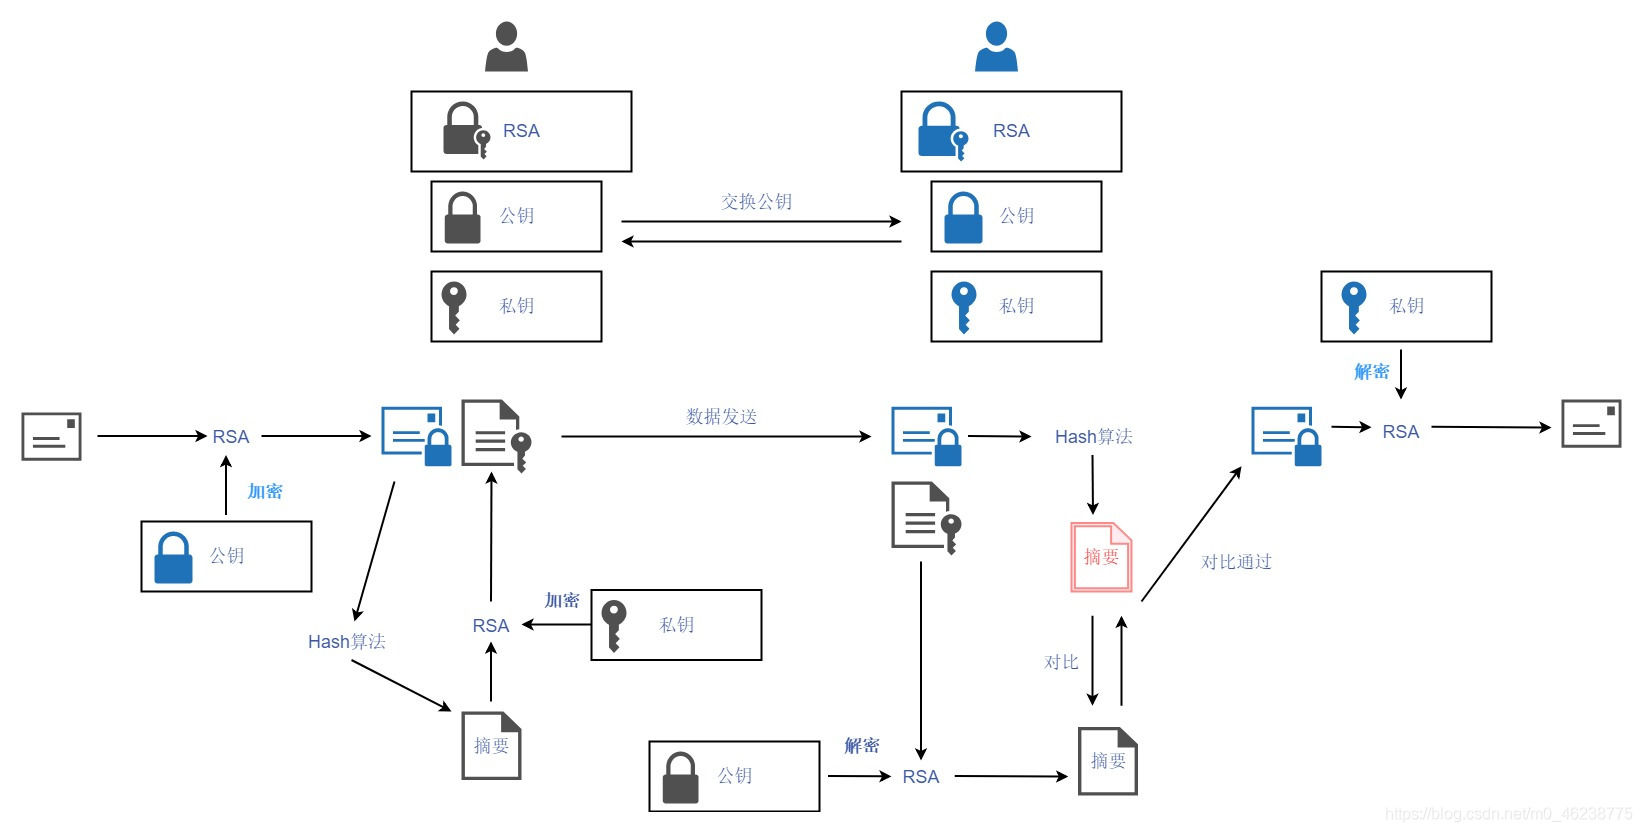 RSA
RSA
公钥
交换公钥
公钥
私钥
私钥
私钥
解密
RSA
数据发送
Hash算法
RSA
加密
公钥
摘要
对比通过
加密
私钥
RSA
Hash算法
对比
摘要
解密
摘要
公钥
RSA
https://blog.csdn.net/m0_46238775